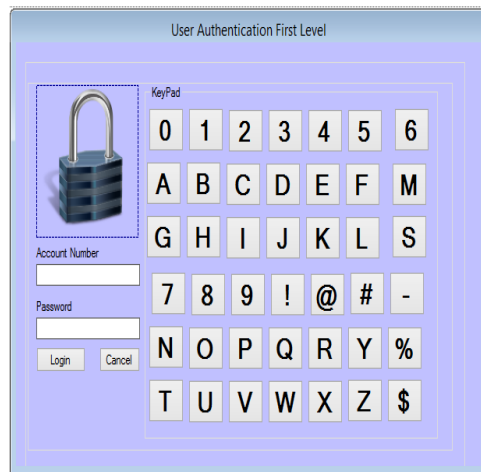 User Authentication First Level
KeyPad
0 1 2 3 4 5 6
A B C D E F M
G H I J K L S
Account Number
7 8 9 ! @ # -
Password
N O P Q R Y %
Login Cancel
T U V W X Z $